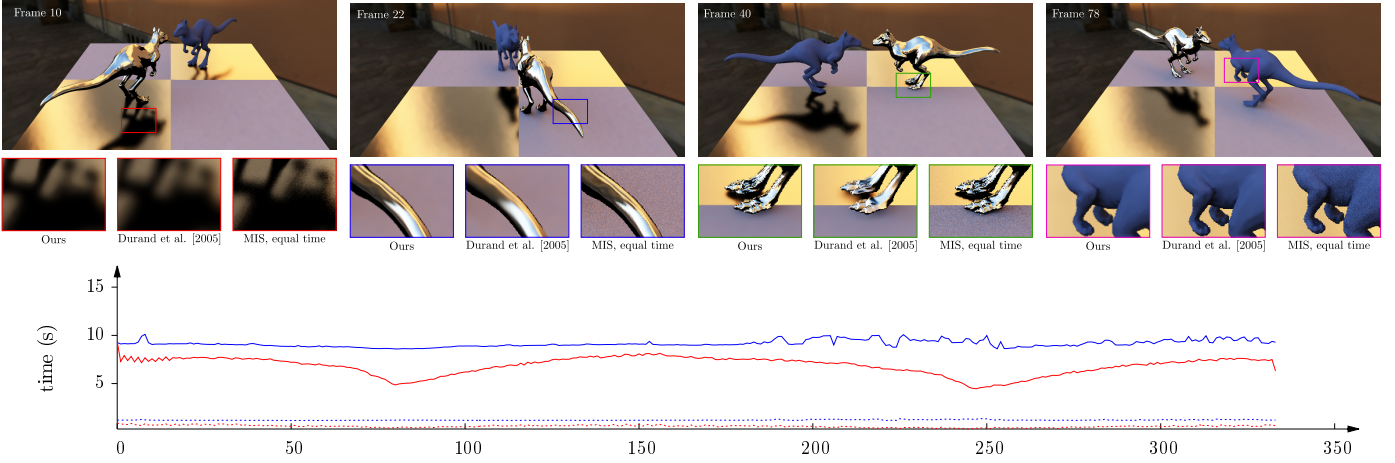 Frame 10
Frame 22
Frame 40
Frame 78
Ours
Durand et al. [2005]
MIS, equal time
Ours
Durand et al. [2005]
MIS, equal time
Ours
Durand et al. [2005]
MIS, equal time
Ours
Durand et al. [2005]
MIS, equal time
time (s)
15
10
5
0
50
100
150
200
250
300
350